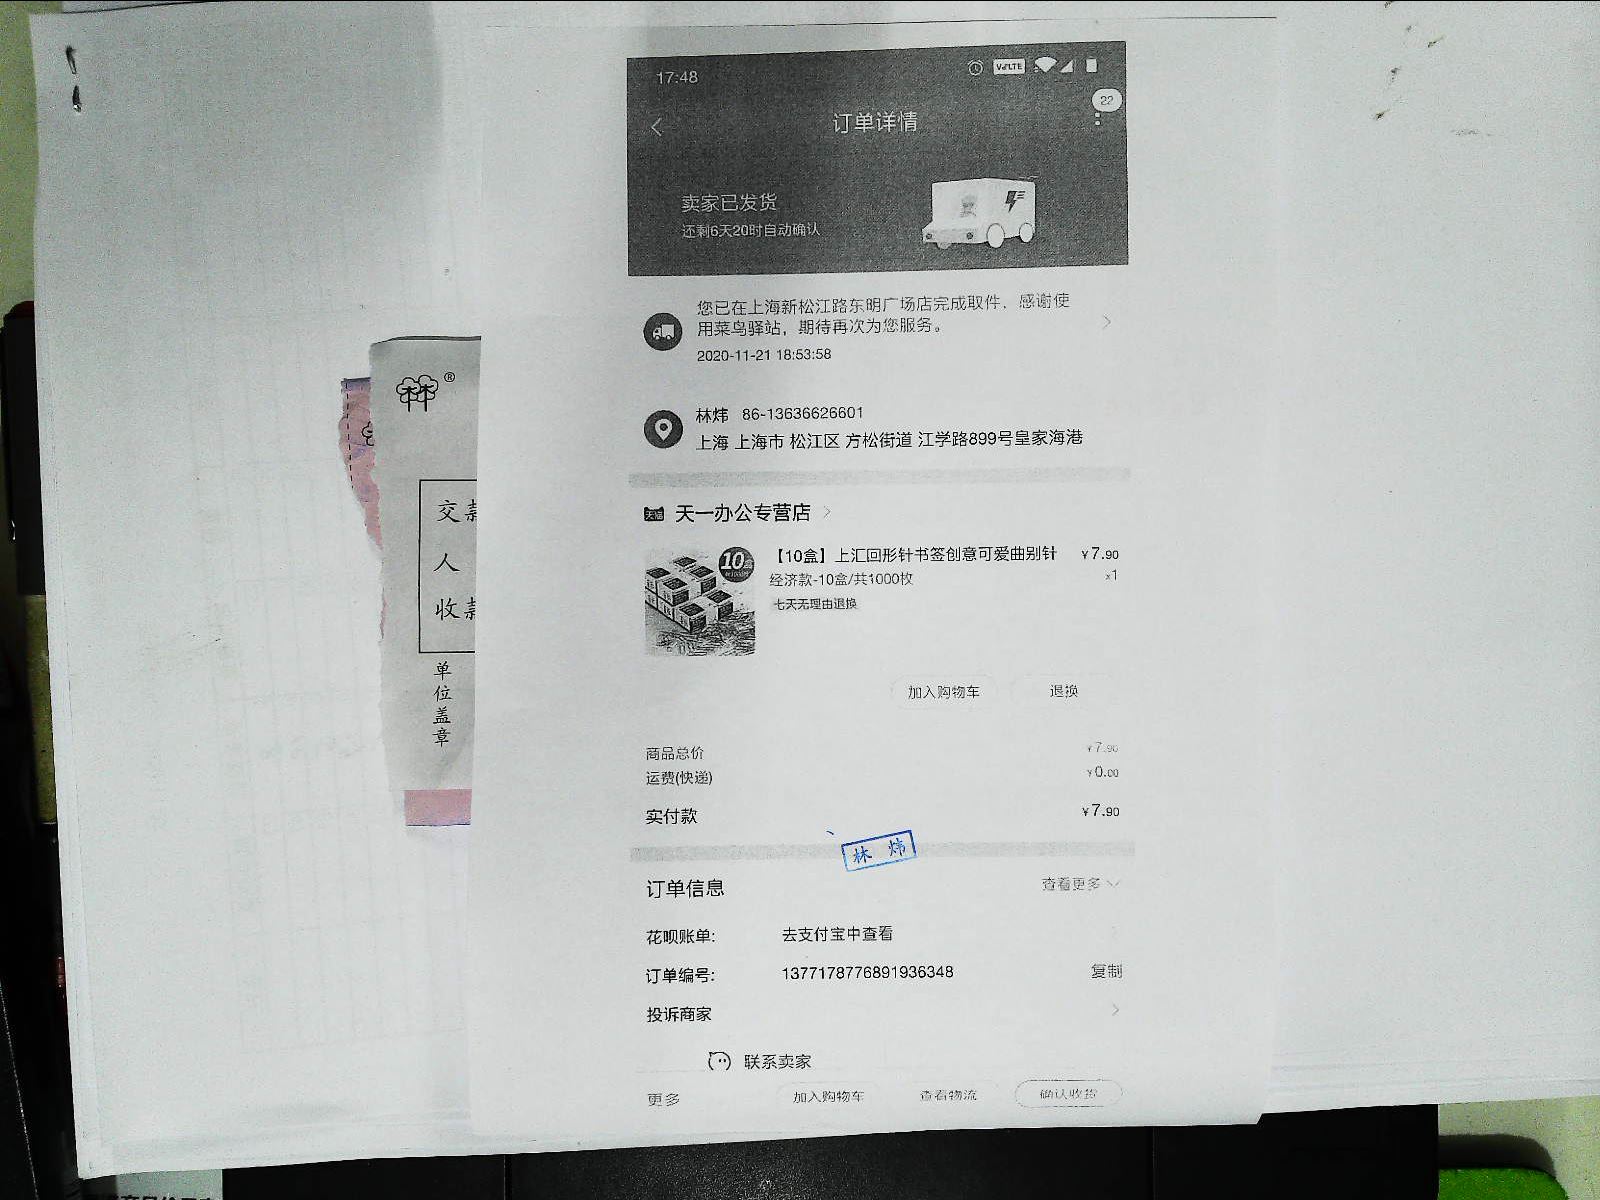 17:48
VoLTE
22
订单详情
卖家已发货
还剩6天20时自动确认
您已在上海新松江路东明广场店完成取件，感谢使
用菜鸟驿站，期待再次为您服务。
2020-11-21 18:53:58
林炜 86-13636626601
上海 上海市 松江区 方松街道 江学路899号皇家海港
天猫 天一办公专营店
【10盒】上汇回形针书签创意可爱曲别针 ¥7.90
经济款-10盒/共1000枚 ×1
七天无理由退换
10盒
加入购物车 退换
商品总价 ¥7.90
运费(快递) ¥0.00
实付款 ¥7.90
林 炜
订单信息 查看更多
花呗账单: 去支付宝中查看
订单编号: 1377178776891936348 复制
投诉商家
联系卖家
更多 加入购物车 查看物流 确认收货
®
交款
人
收款
单位盖章